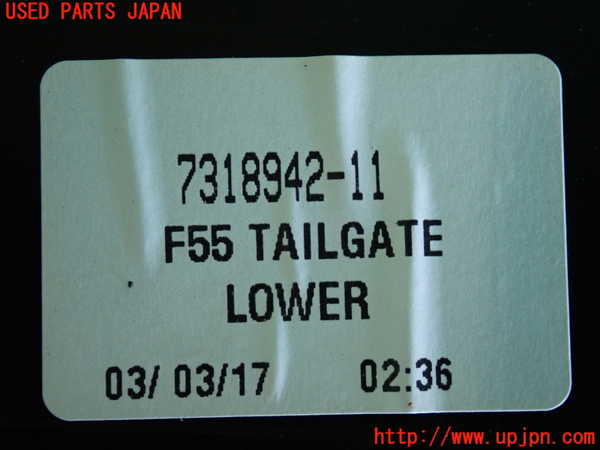 USED PARTS JAPAN
7318942-11
F55 TAILGATE
LOWER
03/ 03/17 02:36
http://www.upjpn.com/